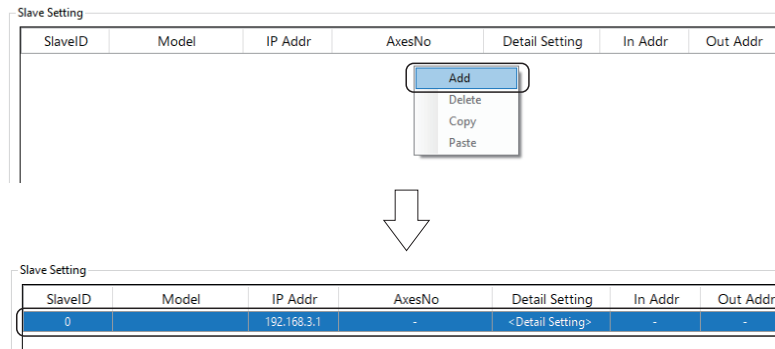 Slave Setting
SlaveID Model IP Addr AxesNo Detail Setting In Addr Out Addr
Add
Delete
Copy
Paste
Slave Setting
SlaveID Model IP Addr AxesNo Detail Setting In Addr Out Addr
0 192.168.3.1 - <Detail Setting> - -